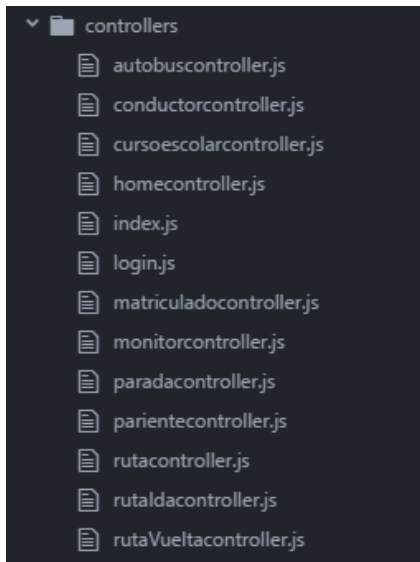 controllers
autobuscontroller.js
conductorcontroller.js
cursoescolarcontroller.js
homecontroller.js
index.js
login.js
matriculadocontroller.js
monitorcontroller.js
paradacontroller.js
parientecontroller.js
rutacontroller.js
rutaIdacontroller.js
rutaVueltacontroller.js